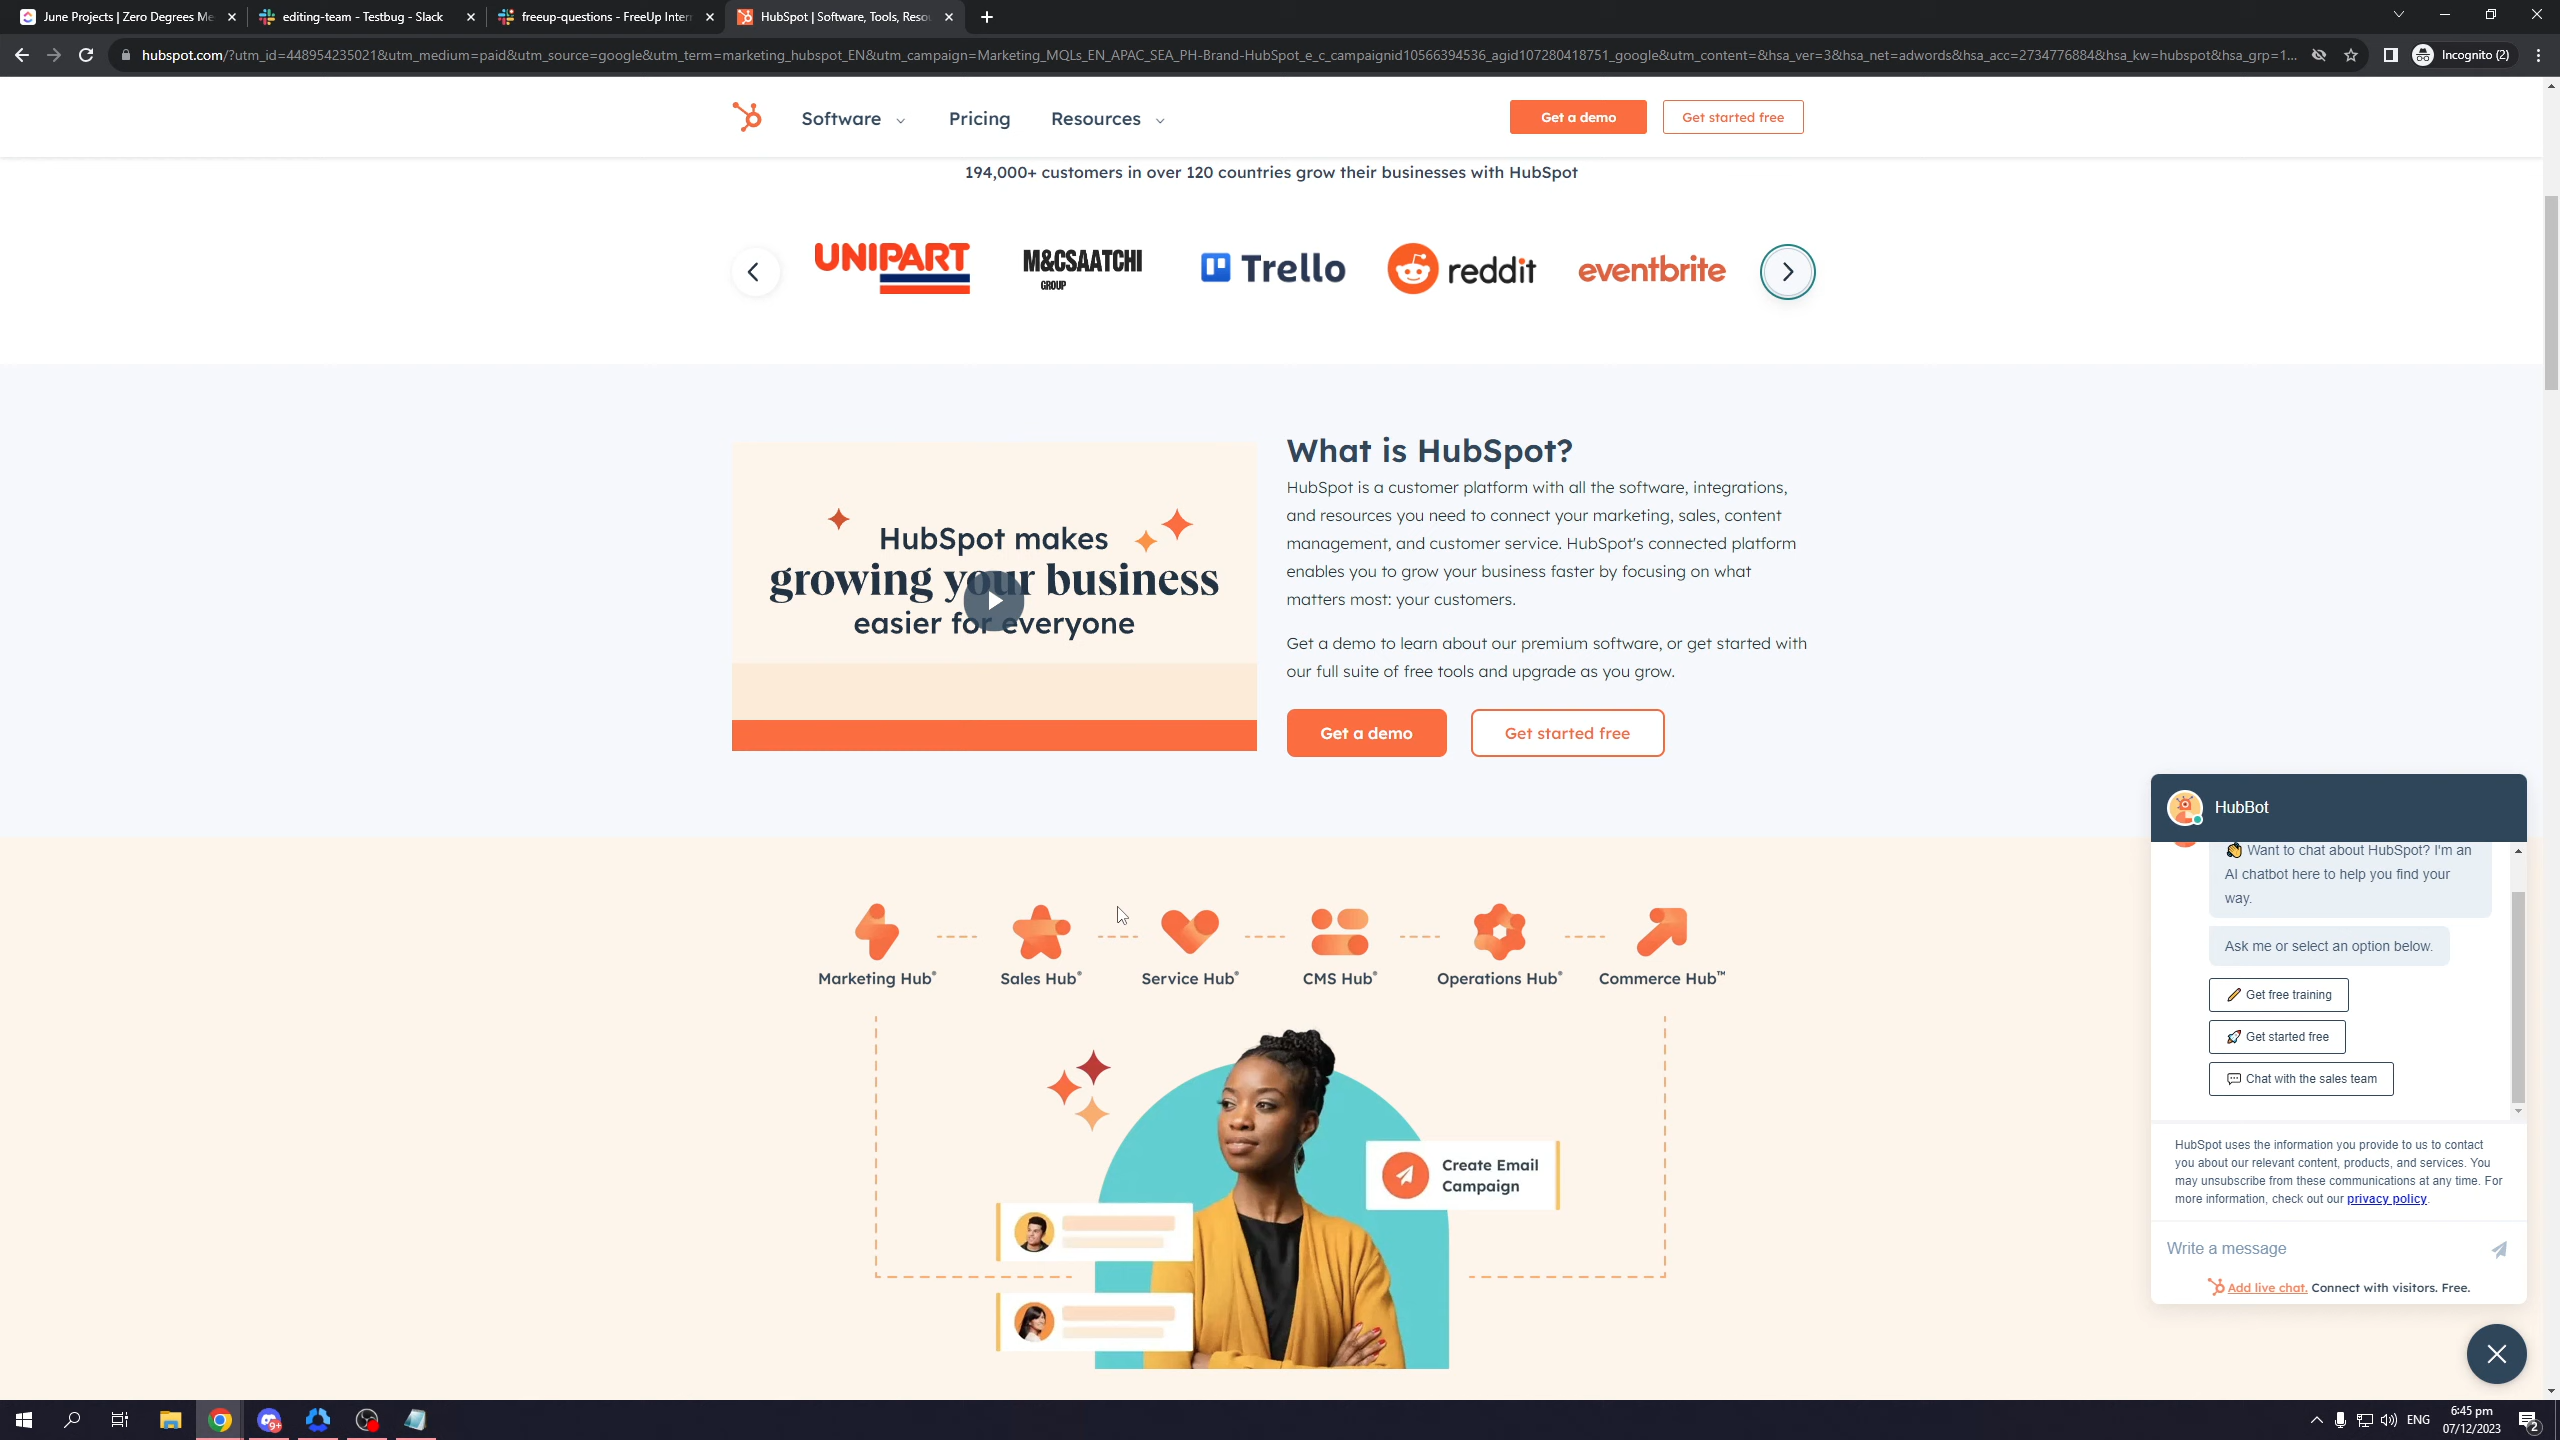 June Projects | Zero Degrees Me
editing-team - Testbug - Slack
freeup-questions - FreeUp Intern
HubSpot | Software, Tools, Resou
hubspot.com/?utm_id=448954235021&utm_medium=paid&utm_source=google&utm_term=marketing_hubspot_EN&utm_campaign=Marketing_MQLs_EN_APAC_SEA_PH-Brand-HubSpot_e_c_campaignid10566394536_agid107280418751_google&utm_content=&hsa_ver=3&hsa_net=adwords&hsa_acc=2734776884&hsa_kw=hubspot&hsa_grp=1...
Incognito (2)
Software
Pricing
Resources
Get a demo
Get started free
194,000+ customers in over 120 countries grow their businesses with HubSpot
UNIPART
M&CSAATCHI
GROUP
Trello
reddit
eventbrite
HubSpot makes
growing your business
easier for everyone
What is HubSpot?
HubSpot is a customer platform with all the software, integrations,
and resources you need to connect your marketing, sales, content
management, and customer service. HubSpot's connected platform
enables you to grow your business faster by focusing on what
matters most: your customers.
Get a demo to learn about our premium software, or get started with
our full suite of free tools and upgrade as you grow.
Get a demo
Get started free
Marketing Hub®
Sales Hub®
Service Hub®
CMS Hub®
Operations Hub®
Commerce Hub™
Create Email
Campaign
HubBot
👋 Want to chat about HubSpot? I'm an
AI chatbot here to help you find your
way.
Ask me or select an option below.
Get free training
Get started free
Chat with the sales team
HubSpot uses the information you provide to us to contact
you about our relevant content, products, and services. You
may unsubscribe from these communications at any time. For
more information, check out our privacy policy.
Write a message
Add live chat. Connect with visitors. Free.
9+
ENG
6:45 pm
07/12/2023
2